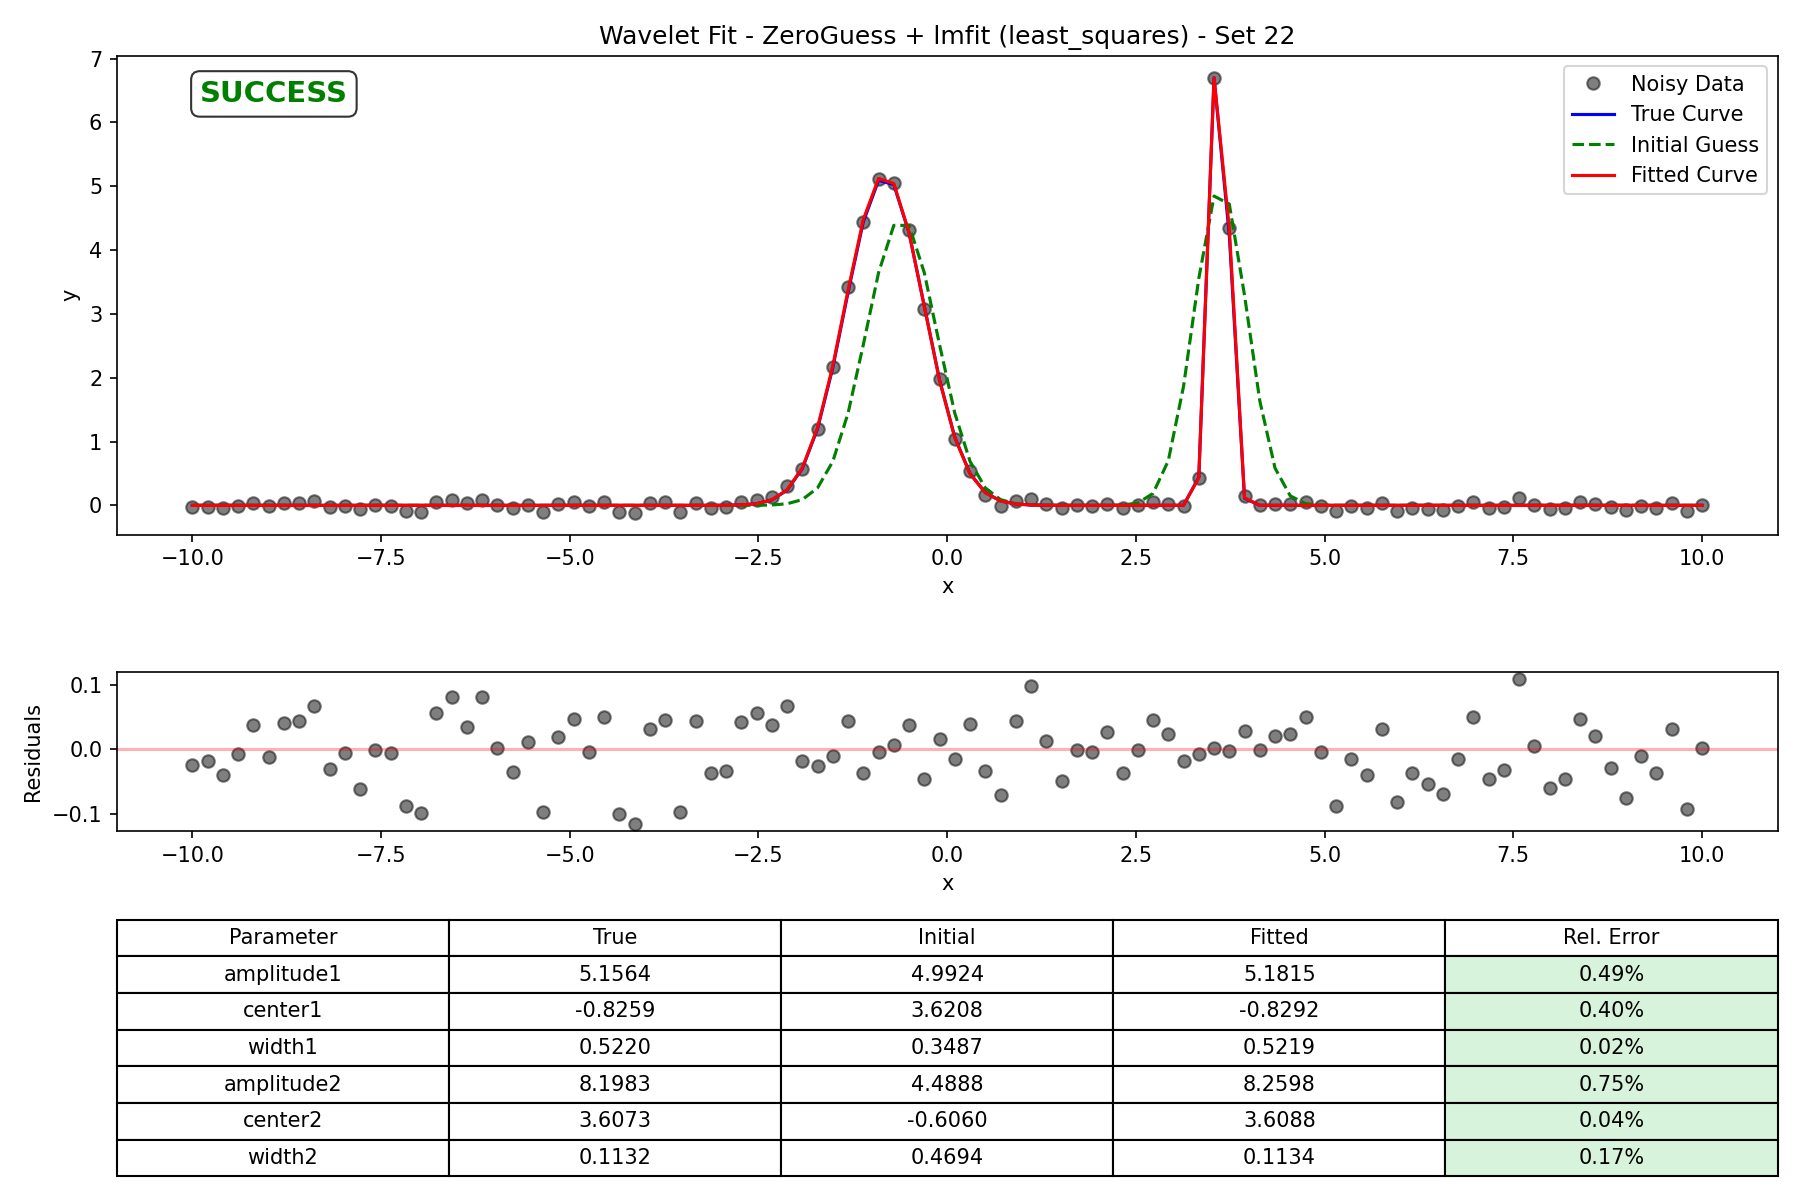 Wavelet Fit - ZeroGuess + lmfit (least_squares) - Set 22
SUCCESS
Noisy Data
True Curve
Initial Guess
Fitted Curve
y
7
6
5
4
3
2
1
0
−10.0 −7.5 −5.0 −2.5 0.0 2.5 5.0 7.5 10.0
x
Residuals
0.1
0.0
−0.1
−10.0 −7.5 −5.0 −2.5 0.0 2.5 5.0 7.5 10.0
x
Parameter True Initial Fitted Rel. Error
amplitude1 5.1564 4.9924 5.1815 0.49%
center1 -0.8259 3.6208 -0.8292 0.40%
width1 0.5220 0.3487 0.5219 0.02%
amplitude2 8.1983 4.4888 8.2598 0.75%
center2 3.6073 -0.6060 3.6088 0.04%
width2 0.1132 0.4694 0.1134 0.17%